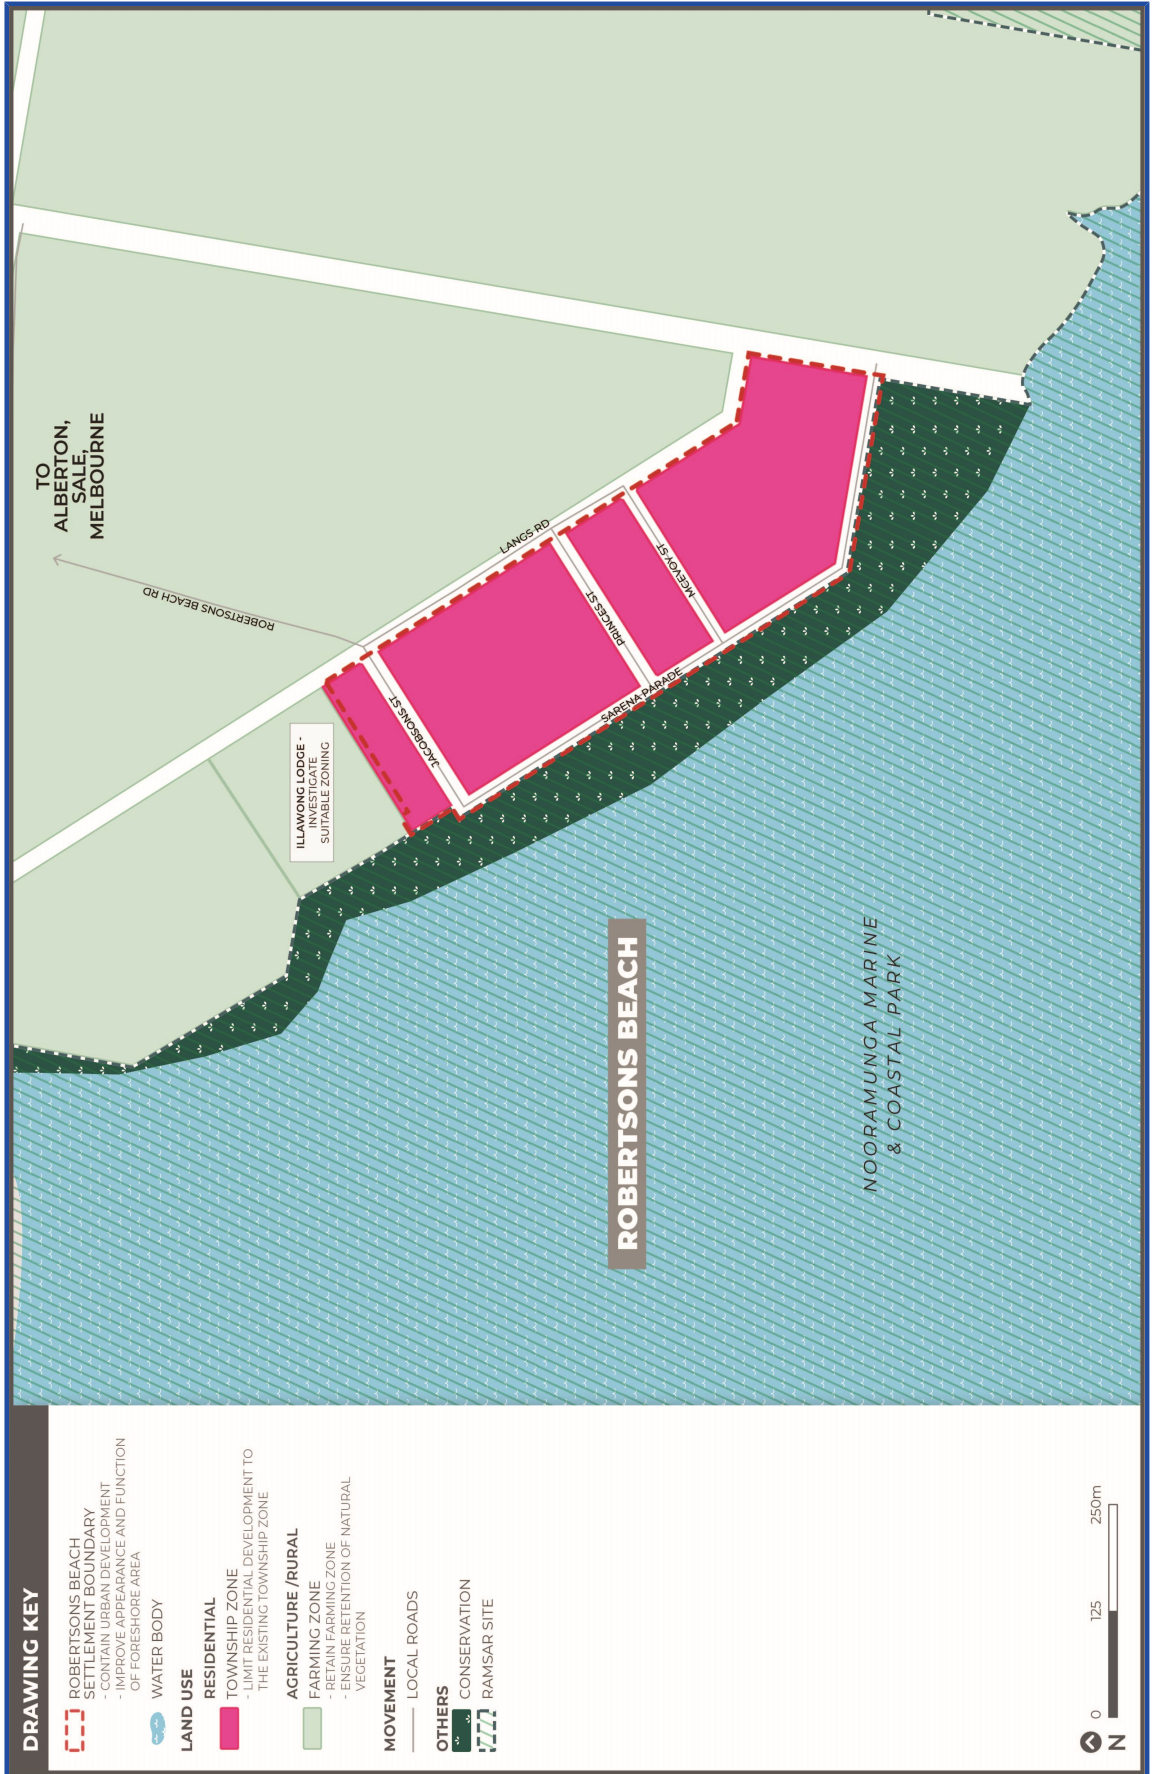 DRAWING KEY
ROBERTSONS BEACH
SETTLEMENT BOUNDARY
- CONTAIN URBAN DEVELOPMENT
- IMPROVE APPEARANCE AND FUNCTION
OF FORESHORE AREA
WATER BODY
LAND USE
RESIDENTIAL
TOWNSHIP ZONE
- LIMIT RESIDENTIAL DEVELOPMENT TO
THE EXISTING TOWNSHIP ZONE
AGRICULTURE /RURAL
FARMING ZONE
- RETAIN FARMING ZONE
- ENSURE RETENTION OF NATURAL
VEGETATION
MOVEMENT
LOCAL ROADS
OTHERS
CONSERVATION
RAMSAR SITE
N
0 125 250m
TO
ALBERTON,
SALE,
MELBOURNE
ROBERTSONS BEACH RD
LANGS RD
ILLAWONG LODGE -
INVESTIGATE
SUITABLE ZONING
JACOBSONS ST
PRINCES ST
MCEVOY ST
SARENA PARADE
ROBERTSONS BEACH
NOORAMUNGA MARINE
& COASTAL PARK